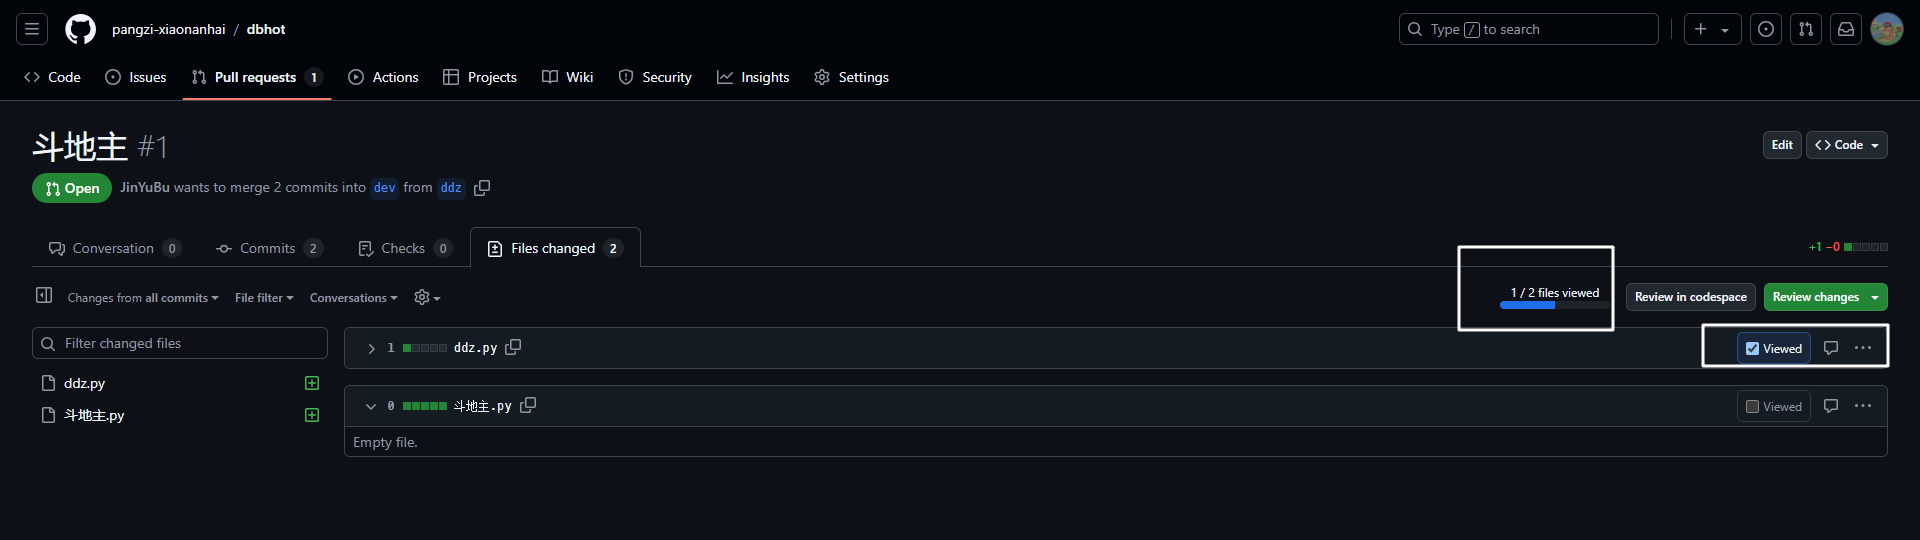 pangzi-xiaonanhai / dbhot Type / to search
Code Issues Pull requests 1 Actions Projects Wiki Security Insights Settings
斗地主 #1 Edit Code
Open JinYuBu wants to merge 2 commits into dev from ddz
Conversation 0 Commits 2 Checks 0 Files changed 2 +1 −0
Changes from all commits File filter Conversations 1 / 2 files viewed Review in codespace Review changes
Filter changed files 1 ddz.py Viewed
ddz.py
0 斗地主.py Viewed
斗地主.py
Empty file.